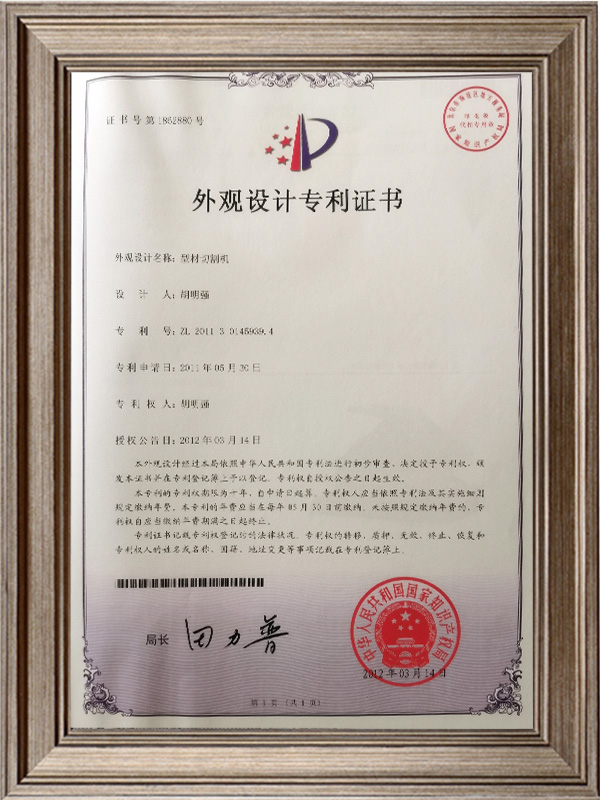 证书号第1862880号
外观设计专利证书
外观设计名称：型材切割机
设 计 人：胡明强
专 利 号：ZL 2011 3 0145939.4
专利申请日：2011年05月30日
专 利 权 人：胡明强
授权公告日：2012年03月14日
本外观设计经过本局依照中华人民共和国专利法进行初步审查，决定授予专利权，颁
发本证书并在专利登记簿上予以登记。专利权自授权公告之日起生效。
本专利的专利权期限为十年，自申请日起算。专利权人应当依照专利法及其实施细则
规定缴纳年费。本专利的年费应当在每年05月30日前缴纳。未按照规定缴纳年费的，专
利权自应当缴纳年费期满之日起终止。
专利证书记载专利权登记时的法律状况。专利权的转移、质押、无效、终止、恢复和
专利权人的姓名或名称、国籍、地址变更等事项记载在专利登记簿上。
局长 田力普
中华人民共和国国家知识产权局
2012年03月14日
第1页（共1页）